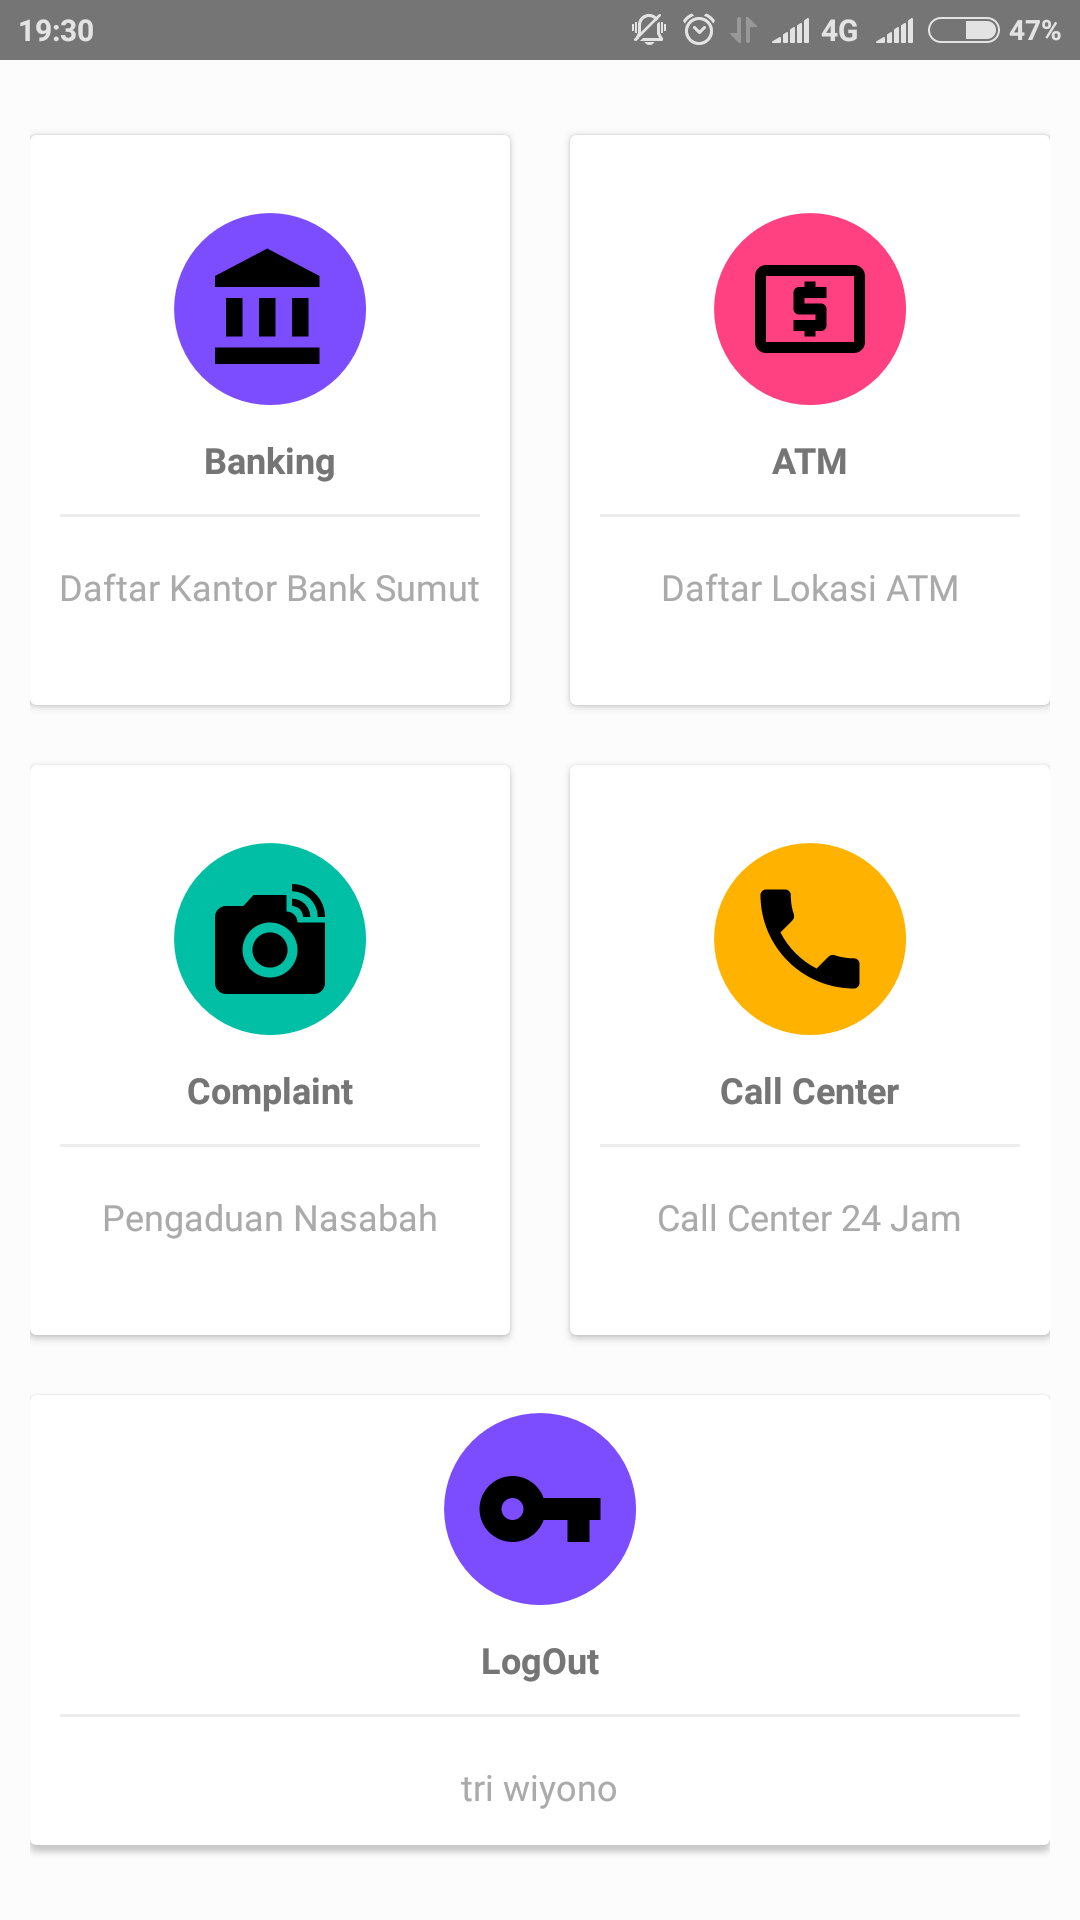 19:30 4G 47%
Banking
Daftar Kantor Bank Sumut
ATM
Daftar Lokasi ATM
Complaint
Pengaduan Nasabah
Call Center
Call Center 24 Jam
LogOut
tri wiyono